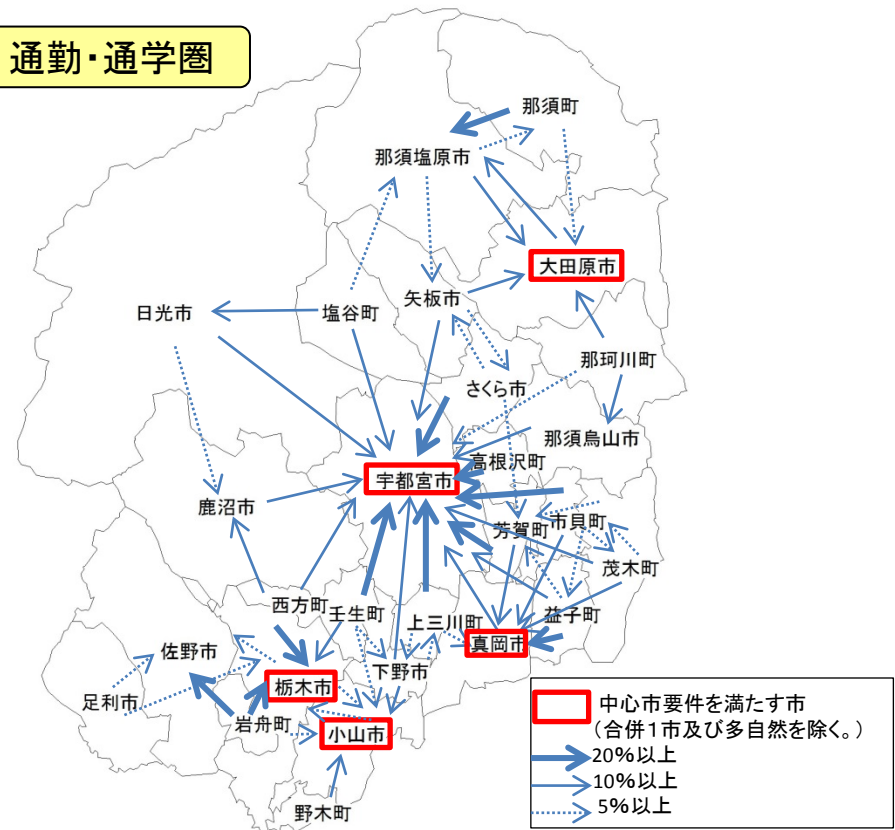 通勤・通学圏
那須町
那須塩原市
大田原市
矢板市
日光市
塩谷町
那珂川町
さくら市
那須烏山市
高根沢町
宇都宮市
鹿沼市
芳賀町
市貝町
茂木町
西方町
壬生町
上三川町
益子町
真岡市
佐野市
下野市
栃木市
足利市
岩舟町
小山市
野木町
中心市要件を満たす市
(合併1市及び多自然を除く。)
20%以上
10%以上
5%以上